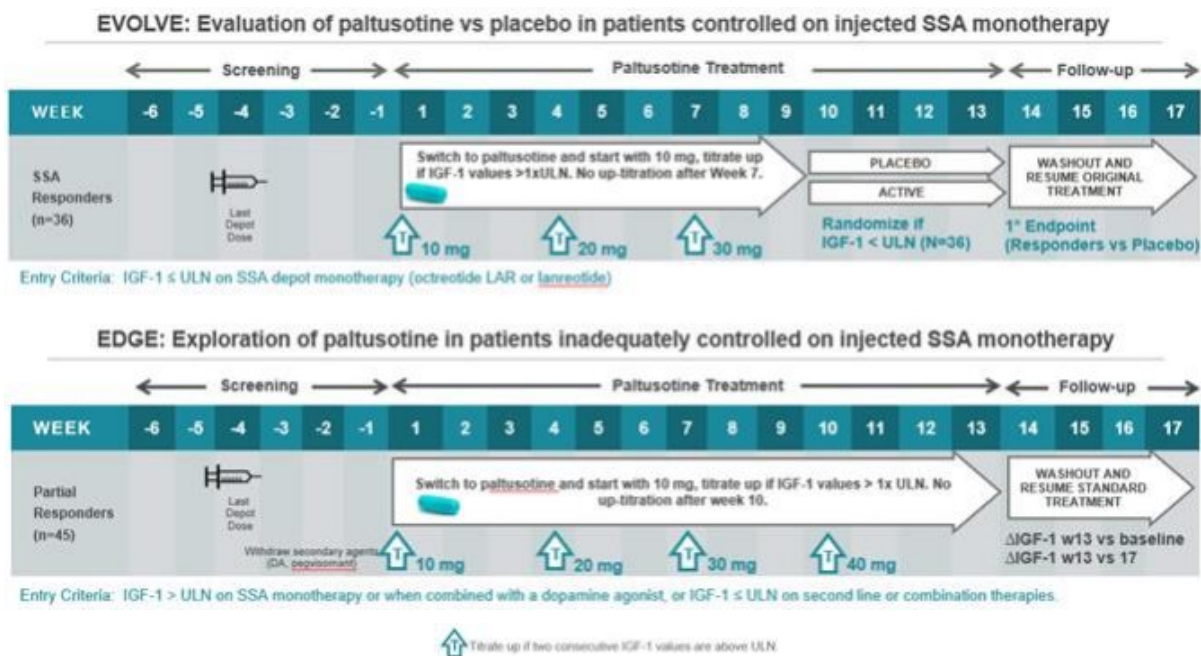 EVOLVE: Evaluation of paltusotine vs placebo in patients controlled on injected SSA monotherapy
Screening
Paltusotine Treatment
Follow-up
WEEK -6 -5 -4 -3 -2 -1 1 2 3 4 5 6 7 8 9 10 11 12 13 14 15 16 17
SSA
Responders
(n=36)
Last
Depot
Dose
Switch to paltusotine and start with 10 mg, titrate up
if IGF-1 values >1xULN. No up-titration after Week 7.
T 10 mg
T 20 mg
T 30 mg
PLACEBO
ACTIVE
Randomize if
IGF-1 < ULN (N=36)
WASHOUT AND
RESUME ORIGINAL
TREATMENT
1° Endpoint
(Responders vs Placebo)
Entry Criteria: IGF-1 ≤ ULN on SSA depot monotherapy (octreotide LAR or lanreotide)
EDGE: Exploration of paltusotine in patients inadequately controlled on injected SSA monotherapy
Screening
Paltusotine Treatment
Follow-up
WEEK -6 -5 -4 -3 -2 -1 1 2 3 4 5 6 7 8 9 10 11 12 13 14 15 16 17
Partial
Responders
(n=45)
Last
Depot
Dose
Withdraw secondary agents
(DA, pegvisomant)
Switch to paltusotine and start with 10 mg, titrate up if IGF-1 values > 1x ULN. No
up-titration after week 10.
T 10 mg
T 20 mg
T 30 mg
T 40 mg
WASHOUT AND
RESUME STANDARD
TREATMENT
ΔIGF-1 w13 vs baseline
ΔIGF-1 w13 vs 17
Entry Criteria: IGF-1 > ULN on SSA monotherapy or when combined with a dopamine agonist, or IGF-1 ≤ ULN on second line or combination therapies.
T Titrate up if two consecutive IGF-1 values are above ULN.